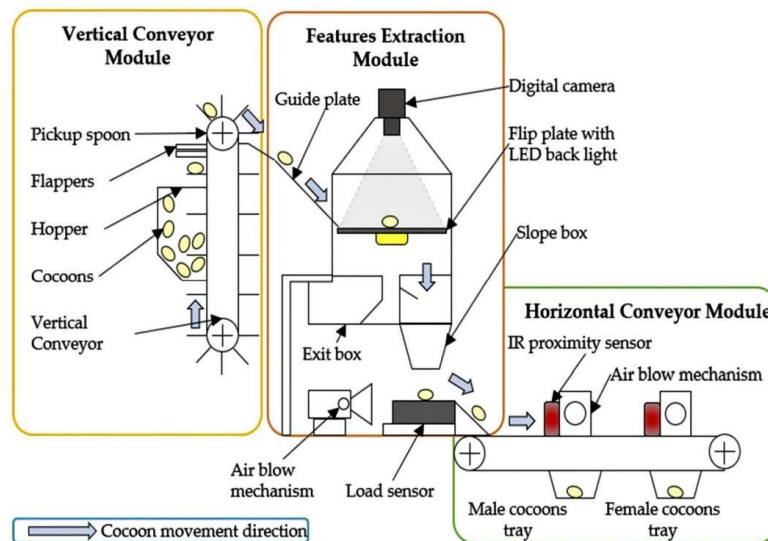 Vertical Conveyor
Module
Pickup spoon
Flappers
Hopper
Cocoons
Vertical
Conveyor
Features Extraction
Module
Guide plate
Digital camera
Flip plate with
LED back light
Slope box
Exit box
Air blow
mechanism
Load sensor
Horizontal Conveyor Module
IR proximity sensor
Air blow mechanism
Male cocoons
tray
Female cocoons
tray
Cocoon movement direction